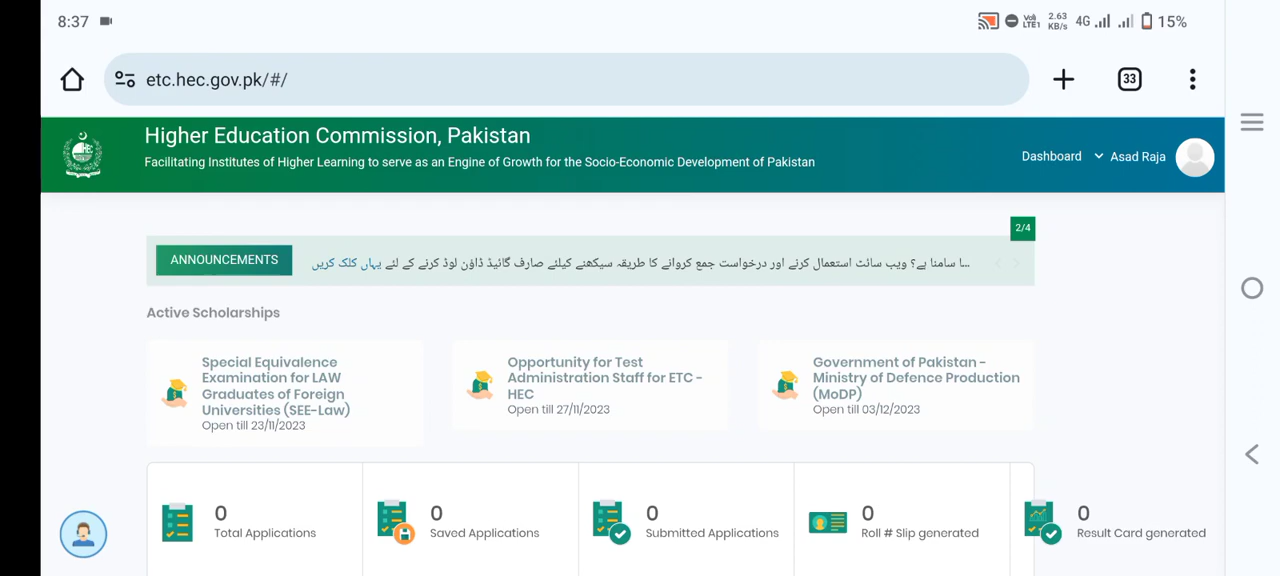 8:37
Vo) LTE1 2.63 KB/s 4G 15%
etc.hec.gov.pk/#/
33
Higher Education Commission, Pakistan
Facilitating Institutes of Higher Learning to serve as an Engine of Growth for the Socio-Economic Development of Pakistan
Dashboard Asad Raja
2/4
ANNOUNCEMENTS
...ا سامنا ہے؟ ویب سائٹ استعمال کرنے اور درخواست جمع کروانے کا طریقہ سیکھنے کیلئے صارف گائیڈ ڈاؤن لوڈ کرنے کے لئے یہاں کلک کریں
Active Scholarships
Special Equivalence
Examination for LAW
Graduates of Foreign
Universities (SEE-Law)
Open till 23/11/2023
Opportunity for Test
Administration Staff for ETC -
HEC
Open till 27/11/2023
Government of Pakistan -
Ministry of Defence Production
(MoDP)
Open till 03/12/2023
0
Total Applications
0
Saved Applications
0
Submitted Applications
0
Roll # Slip generated
0
Result Card generated